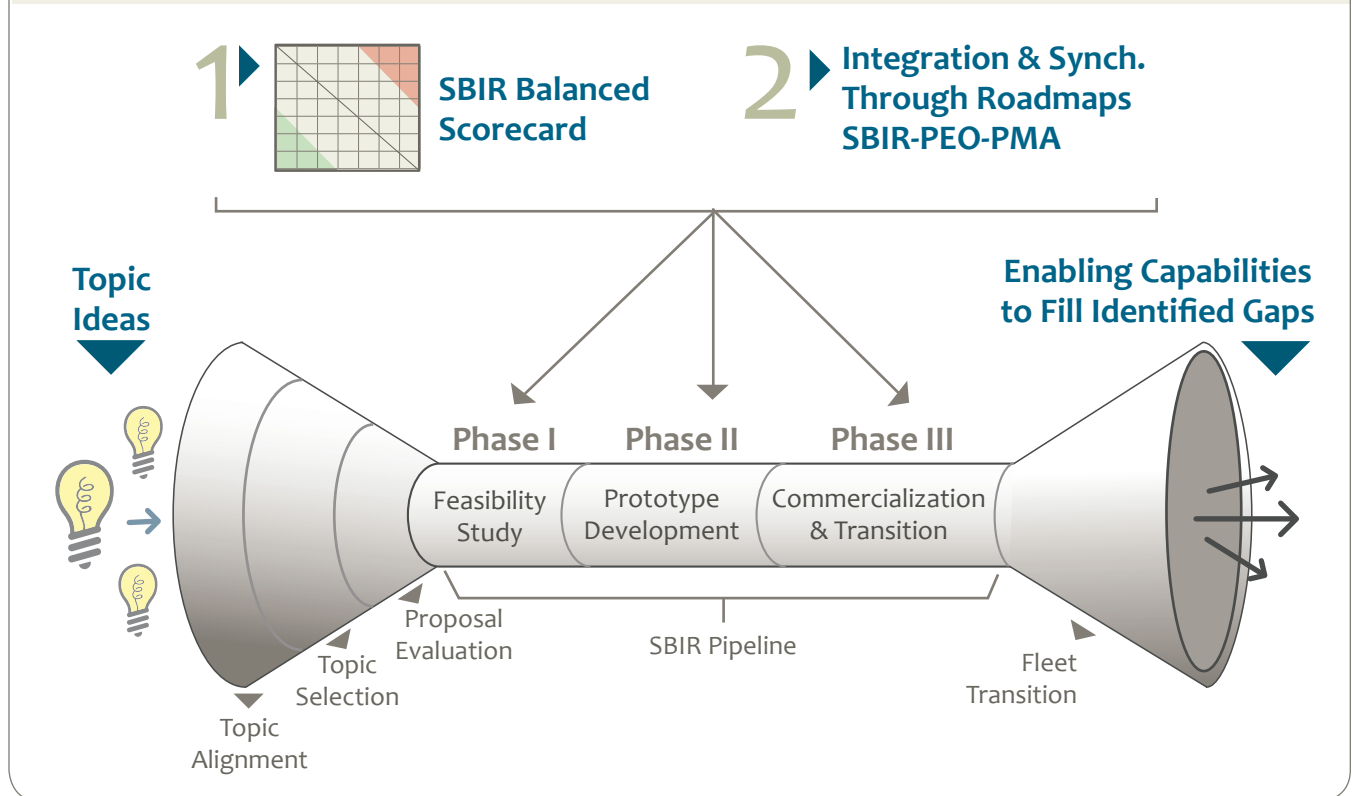 1
SBIR Balanced
Scorecard
2
Integration & Synch.
Through Roadmaps
SBIR-PEO-PMA
Topic
Ideas
Enabling Capabilities
to Fill Identified Gaps
Phase I
Phase II
Phase III
Feasibility
Study
Prototype
Development
Commercialization
& Transition
Proposal
Evaluation
SBIR Pipeline
Topic
Selection
Fleet
Transition
Topic
Alignment